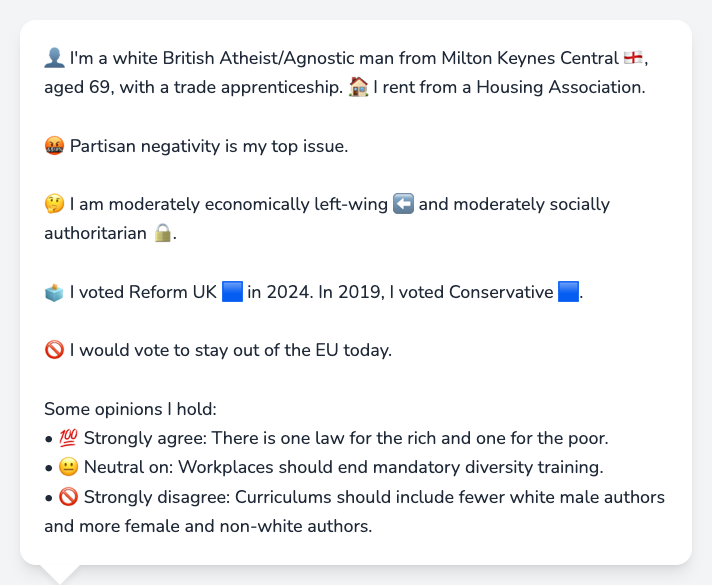 👤 I'm a white British Atheist/Agnostic man from Milton Keynes Central 🏴󠁧󠁢󠁥󠁮󠁧󠁿,
aged 69, with a trade apprenticeship. 🏠 I rent from a Housing Association.
🤬 Partisan negativity is my top issue.
🤔 I am moderately economically left-wing ⬅️ and moderately socially
authoritarian 🔒.
🗳️ I voted Reform UK 🟦 in 2024. In 2019, I voted Conservative 🟦.
🚫 I would vote to stay out of the EU today.
Some opinions I hold:
• 💯 Strongly agree: There is one law for the rich and one for the poor.
• 😐 Neutral on: Workplaces should end mandatory diversity training.
• 🚫 Strongly disagree: Curriculums should include fewer white male authors
and more female and non-white authors.